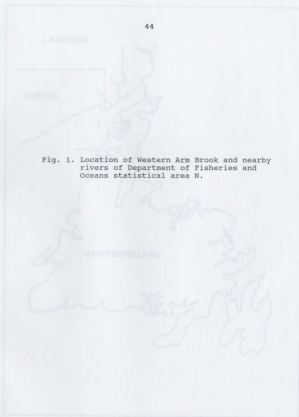 44
LABRADOR
QUEBEC
Fig. 1. Location of Western Arm Brook and nearby
rivers of Department of Fisheries and
Oceans statistical area N.
NEWFOUNDLAND